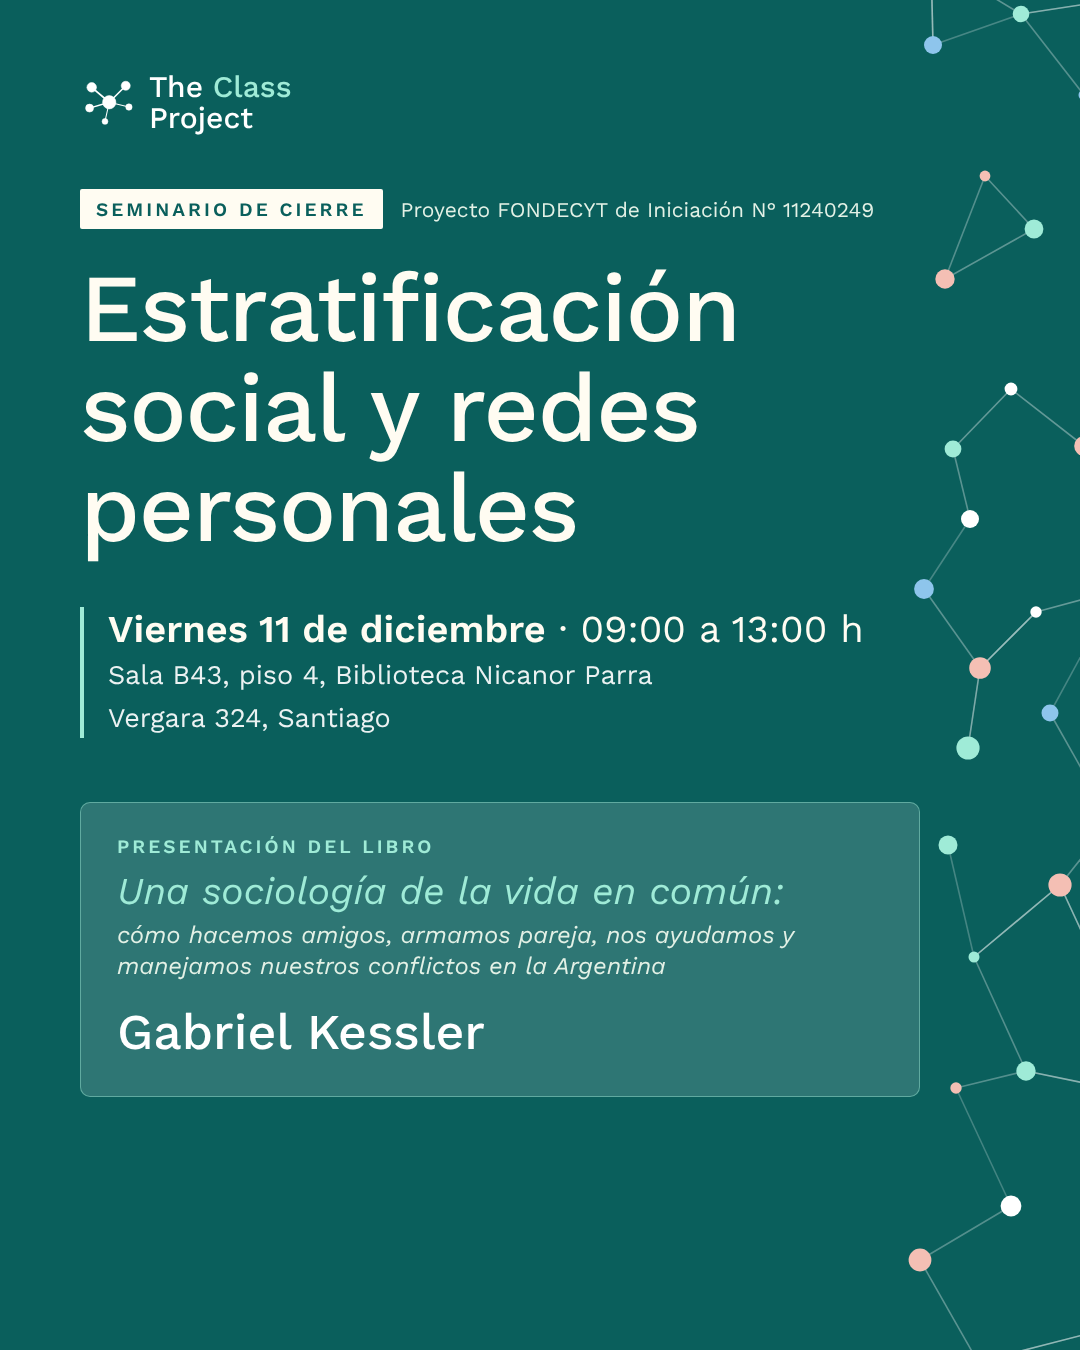 The Class
Project
SEMINARIO DE CIERRE
Proyecto FONDECYT de Iniciación N° 11240249
Estratificación
social y redes
personales
Viernes 11 de diciembre · 09:00 a 13:00 h
Sala B43, piso 4, Biblioteca Nicanor Parra
Vergara 324, Santiago
PRESENTACIÓN DEL LIBRO
Una sociología de la vida en común:
cómo hacemos amigos, armamos pareja, nos ayudamos y
manejamos nuestros conflictos en la Argentina
Gabriel Kessler